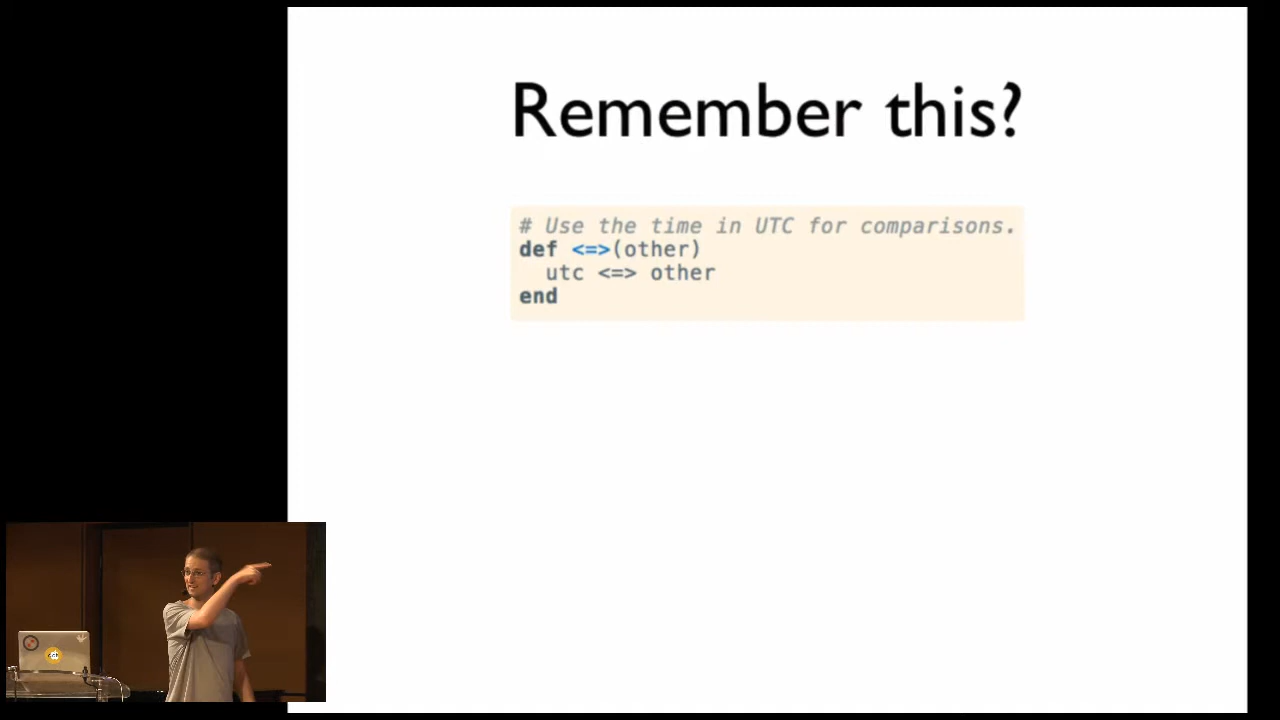 Remember this?
# Use the time in UTC for comparisons.
def <=>(other)
  utc <=> other
end